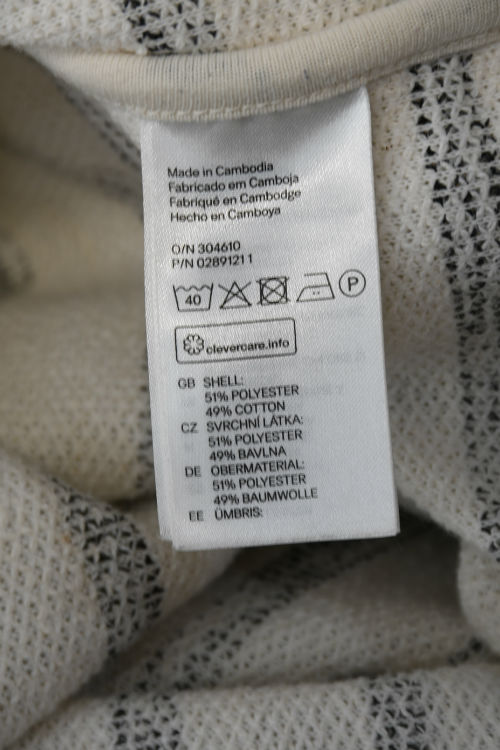 Made in Cambodia
Fabricado em Camboja
Fabriqué en Cambodge
Hecho en Camboya
O/N 304610
P/N 02891211
40 P
clevercare.info
GB SHELL:
51% POLYESTER
49% COTTON
CZ SVRCHNÍ LÁTKA:
51% POLYESTER
49% BAVLNA
DE OBERMATERIAL:
51% POLYESTER
49% BAUMWOLLE
EE ÜMBRIS: